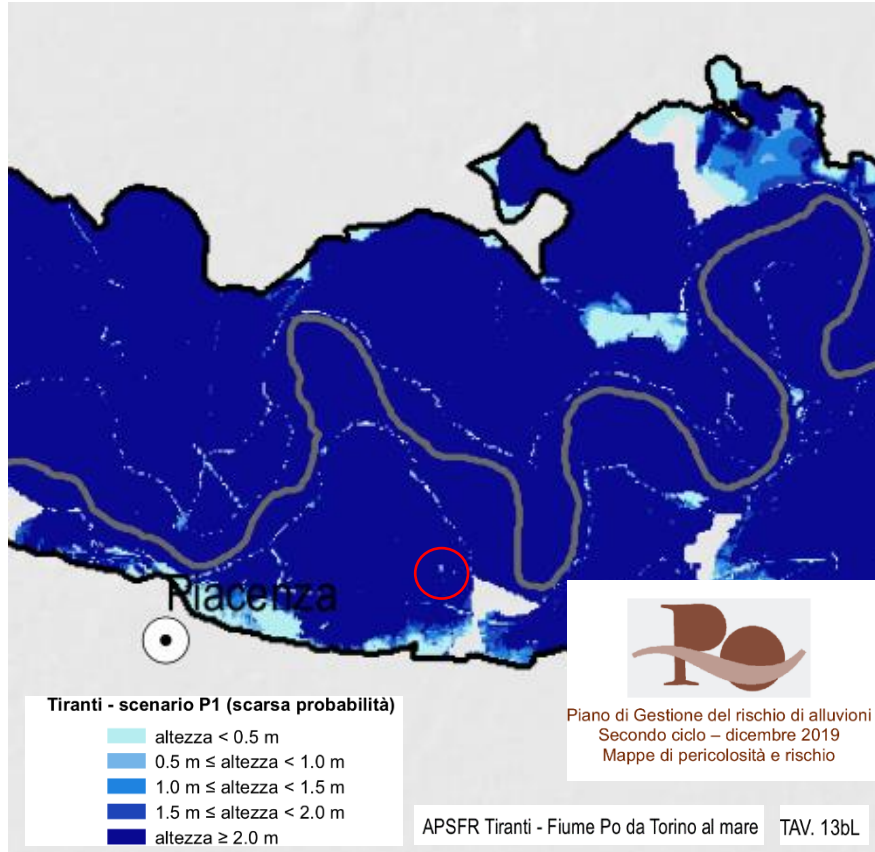 Piacenza
Tiranti - scenario P1 (scarsa probabilità)
altezza < 0.5 m
0.5 m ≤ altezza < 1.0 m
1.0 m ≤ altezza < 1.5 m
1.5 m ≤ altezza < 2.0 m
altezza ≥ 2.0 m
PO
Piano di Gestione del rischio di alluvioni
Secondo ciclo – dicembre 2019
Mappe di pericolosità e rischio
APSFR Tiranti - Fiume Po da Torino al mare
TAV. 13bL